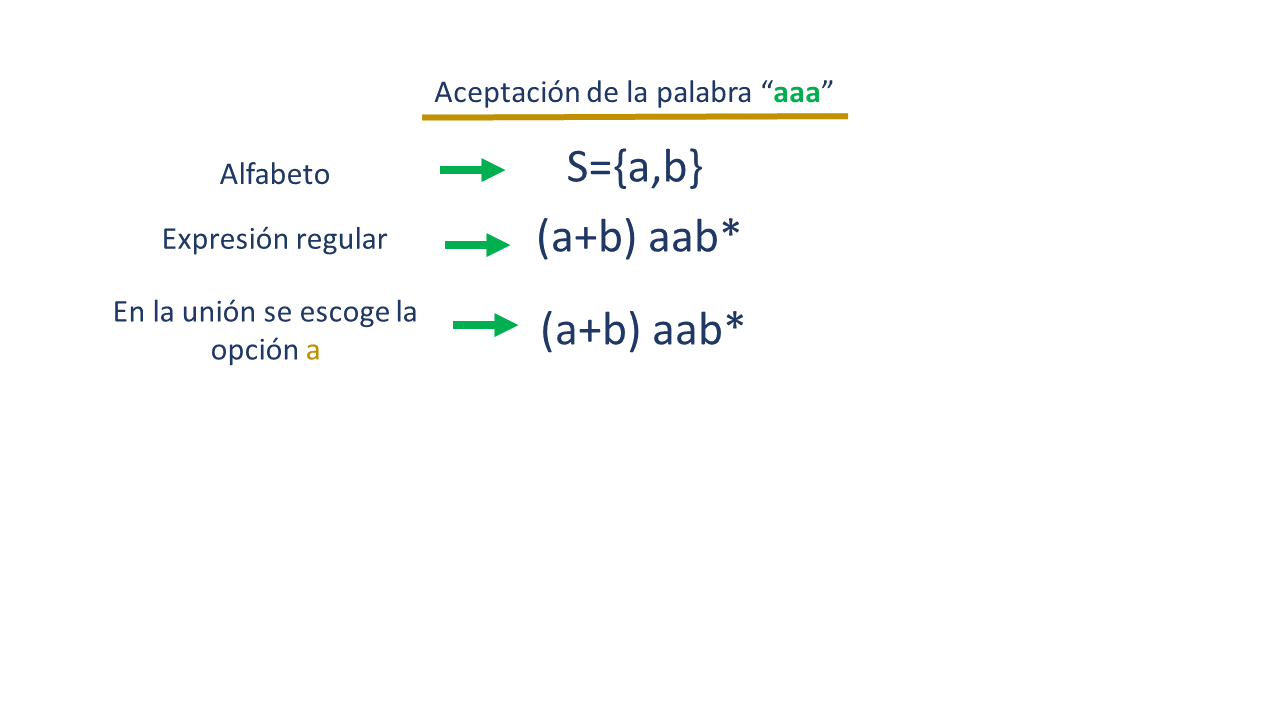 Aceptación de la palabra “aaa”
Alfabeto
S={a,b}
Expresión regular
(a+b) aab*
En la unión se escoge la
opción a
(a+b) aab*